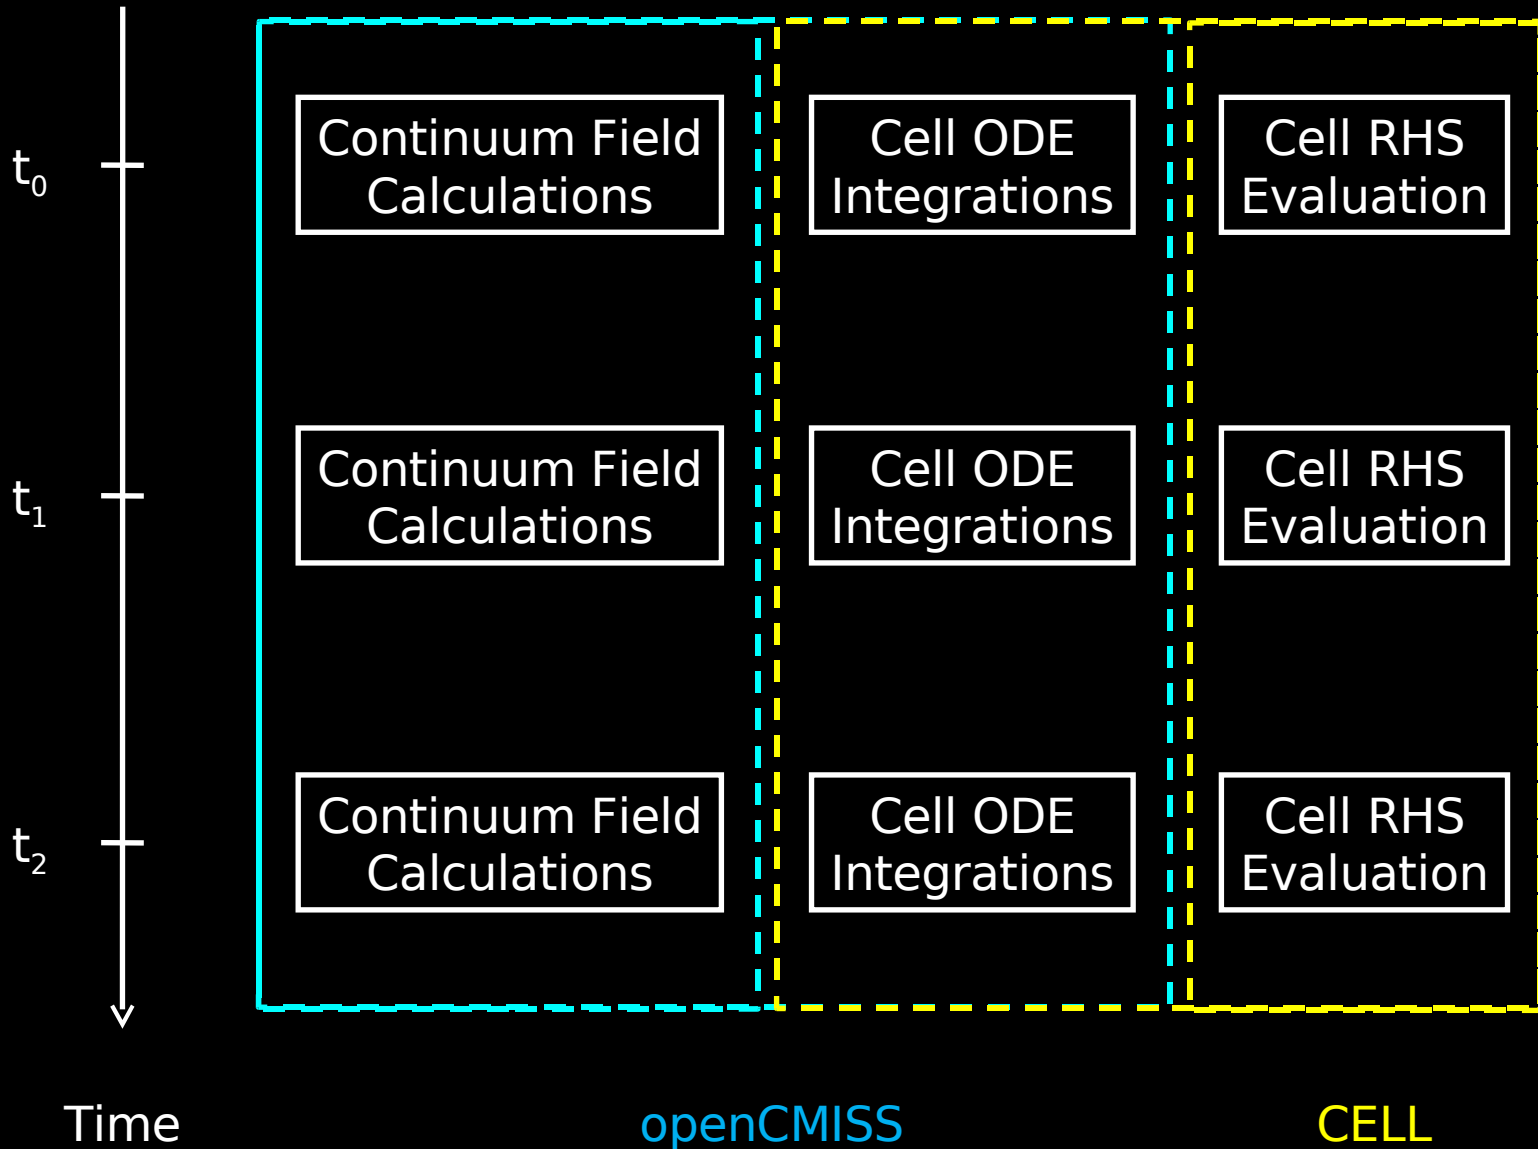 t₀
Continuum Field
Calculations
Cell ODE
Integrations
Cell RHS
Evaluation
t₁
Continuum Field
Calculations
Cell ODE
Integrations
Cell RHS
Evaluation
t₂
Continuum Field
Calculations
Cell ODE
Integrations
Cell RHS
Evaluation
Time
openCMISS
CELL